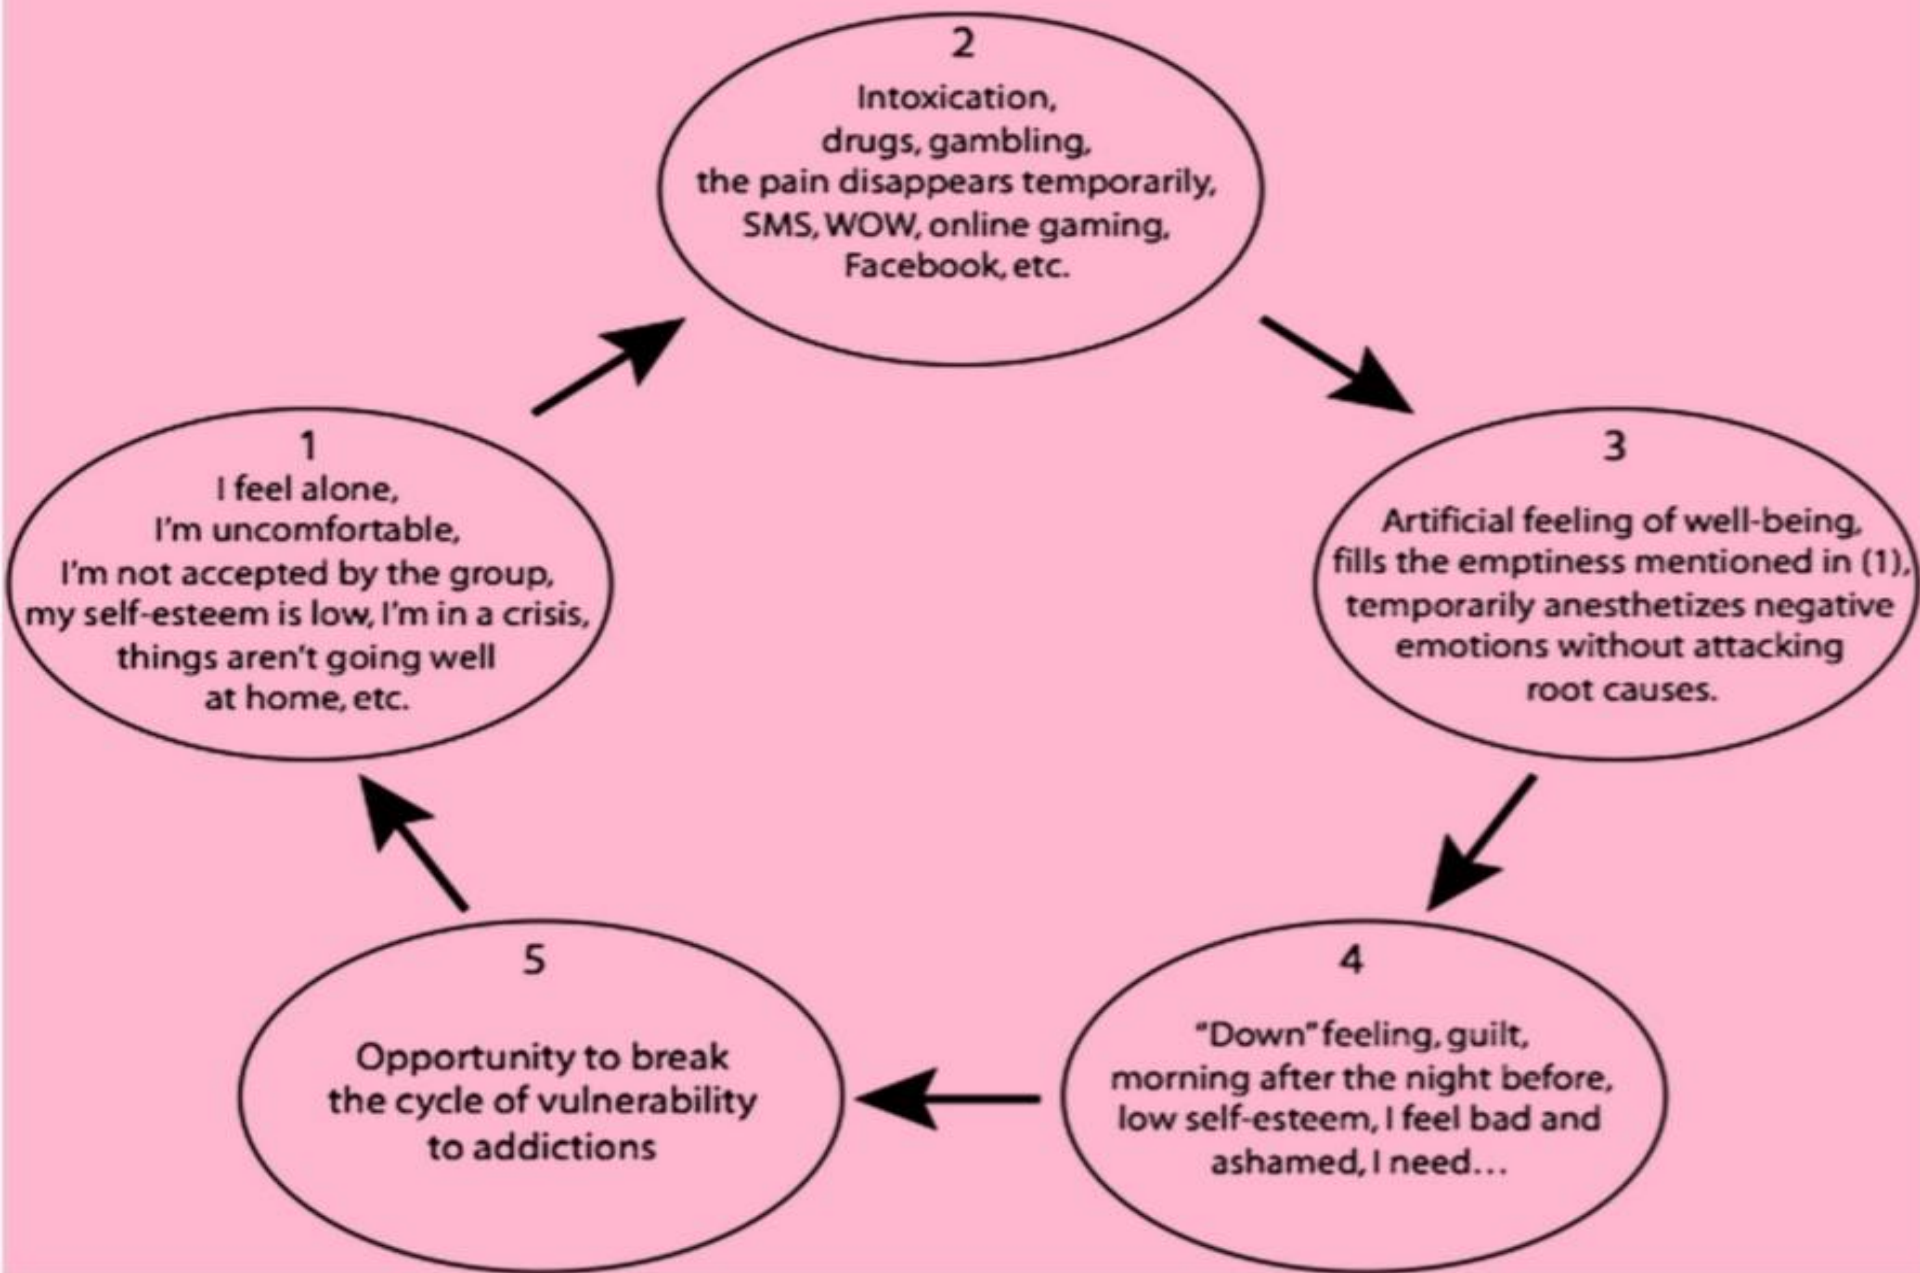 1
I feel alone,
I'm uncomfortable,
I'm not accepted by the group,
my self-esteem is low, I'm in a crisis,
things aren't going well
at home, etc.
2
Intoxication,
drugs, gambling,
the pain disappears temporarily,
SMS, WOW, online gaming,
Facebook, etc.
3
Artificial feeling of well-being,
fills the emptiness mentioned in (1),
temporarily anesthetizes negative
emotions without attacking
root causes.
4
"Down" feeling, guilt,
morning after the night before,
low self-esteem, I feel bad and
ashamed, I need...
5
Opportunity to break
the cycle of vulnerability
to addictions